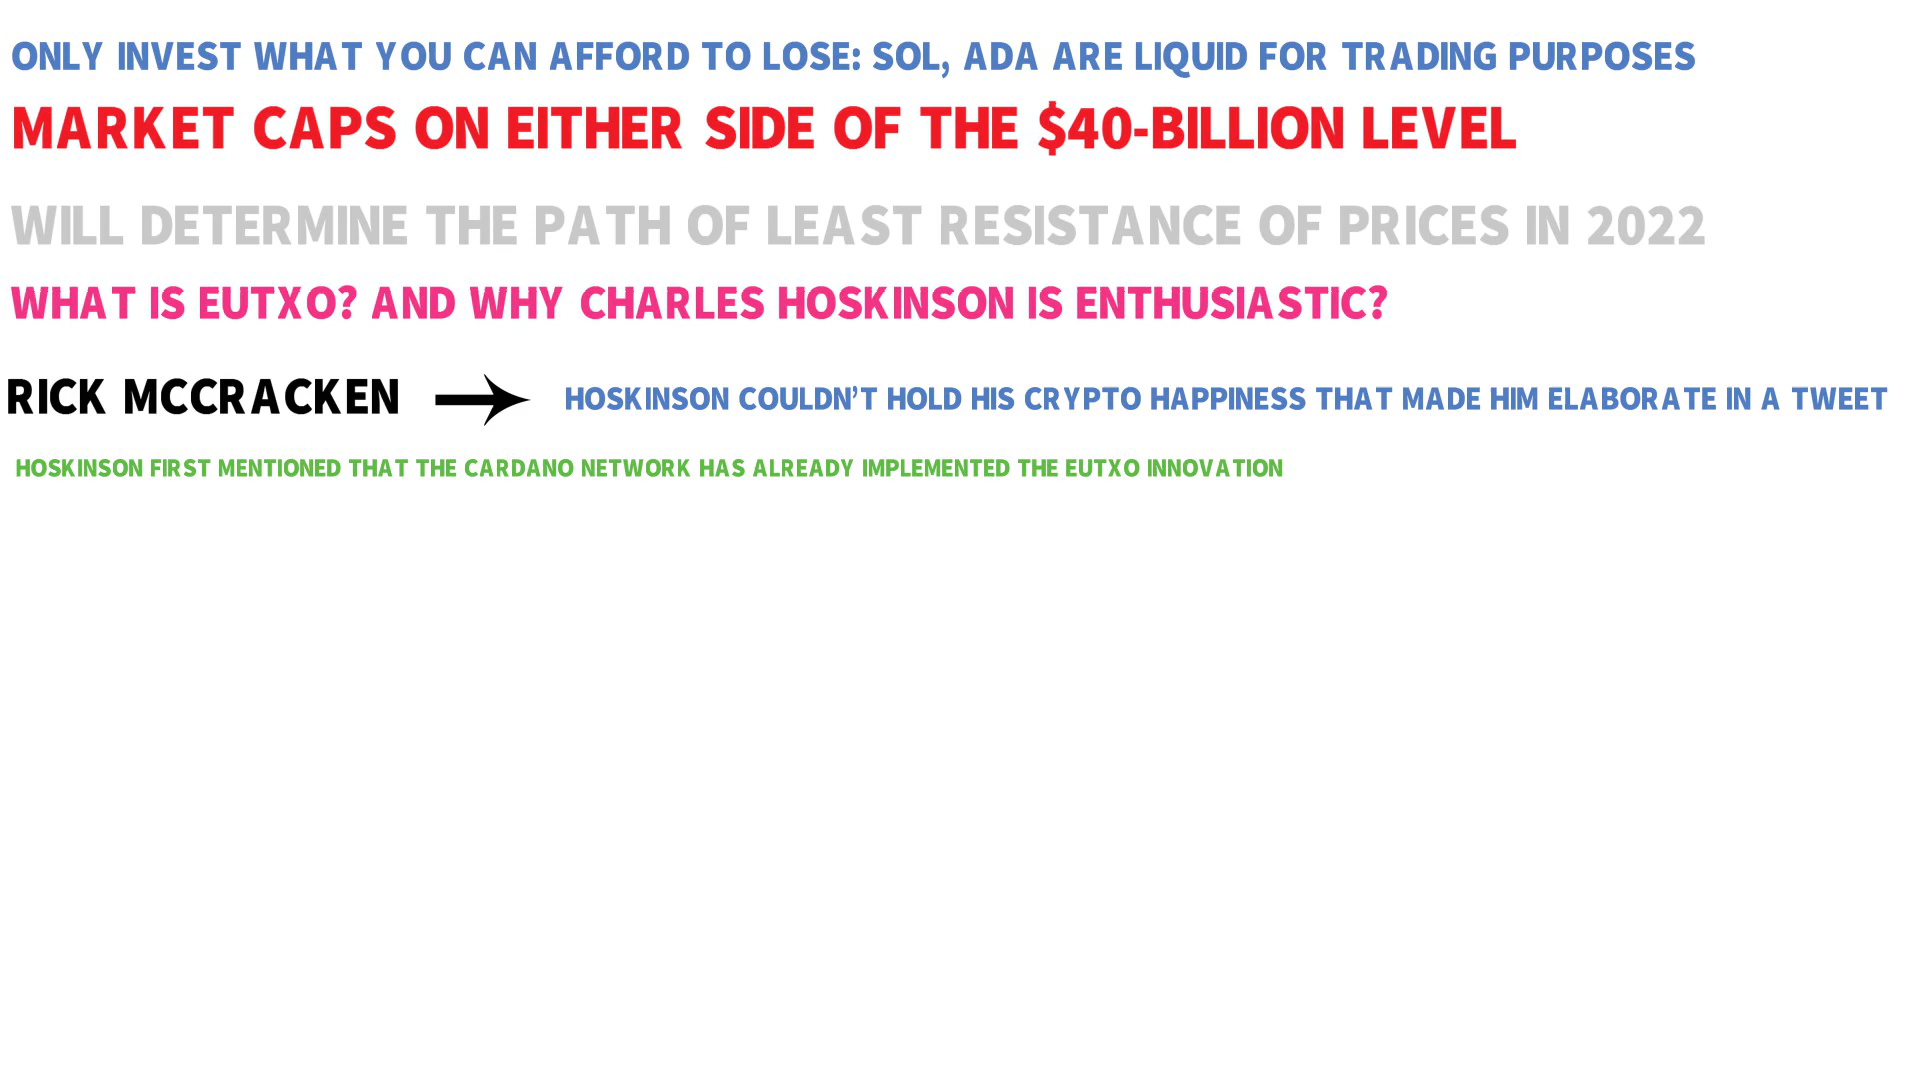 ONLY INVEST WHAT YOU CAN AFFORD TO LOSE: SOL, ADA ARE LIQUID FOR TRADING PURPOSES
MARKET CAPS ON EITHER SIDE OF THE $40-BILLION LEVEL
WILL DETERMINE THE PATH OF LEAST RESISTANCE OF PRICES IN 2022
WHAT IS EUTXO? AND WHY CHARLES HOSKINSON IS ENTHUSIASTIC?
RICK MCCRACKEN → HOSKINSON COULDN’T HOLD HIS CRYPTO HAPPINESS THAT MADE HIM ELABORATE IN A TWEET
HOSKINSON FIRST MENTIONED THAT THE CARDANO NETWORK HAS ALREADY IMPLEMENTED THE EUTXO INNOVATION